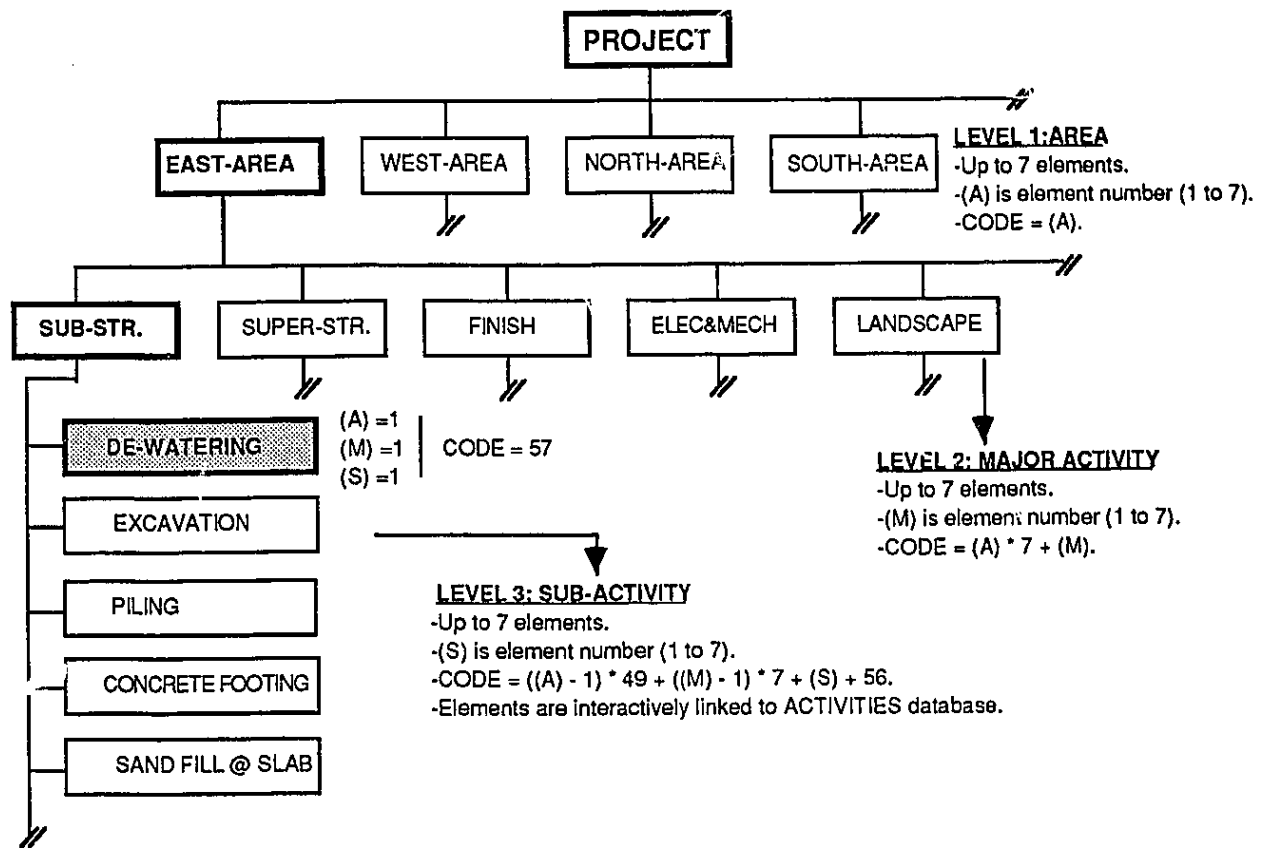 PROJECT
EAST-AREA
WEST-AREA
NORTH-AREA
SOUTH-AREA
LEVEL 1:AREA
-Up to 7 elements.
-(A) is element number (1 to 7).
-CODE = (A).
SUB-STR.
SUPER-STR.
FINISH
ELEC&MECH
LANDSCAPE
DE-WATERING
(A) =1
(M) =1
(S) =1
CODE = 57
LEVEL 2: MAJOR ACTIVITY
-Up to 7 elements.
-(M) is element number (1 to 7).
-CODE = (A) * 7 + (M).
EXCAVATION
PILING
CONCRETE FOOTING
SAND FILL @ SLAB
LEVEL 3: SUB-ACTIVITY
-Up to 7 elements.
-(S) is element number (1 to 7).
-CODE = ((A) - 1) * 49 + ((M) - 1) * 7 + (S) + 56.
-Elements are interactively linked to ACTIVITIES database.